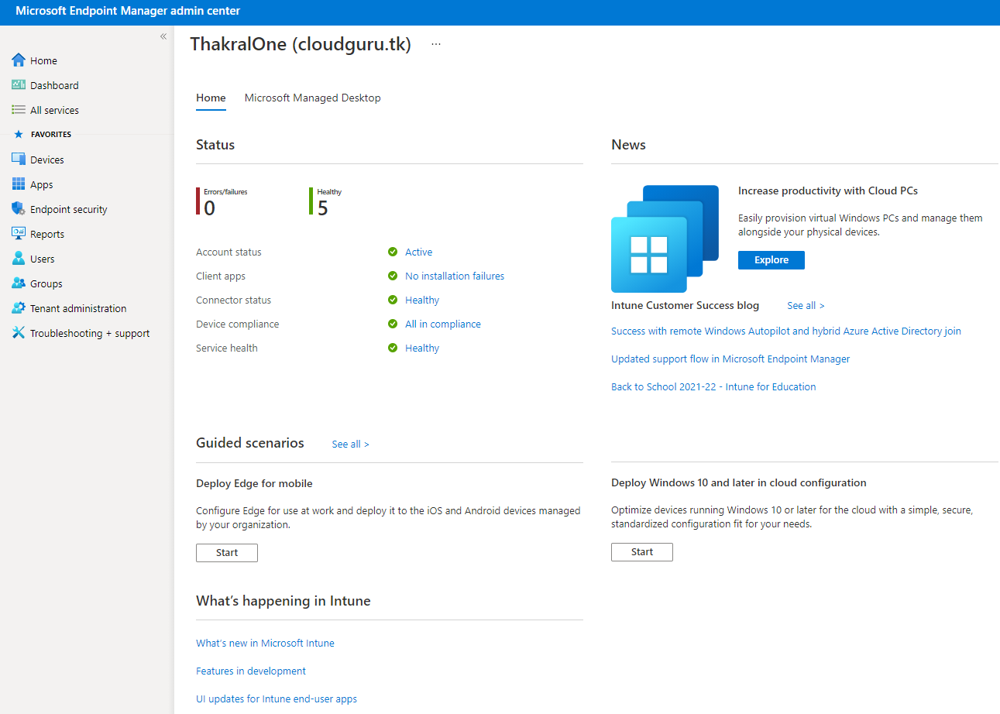 Microsoft Endpoint Manager admin center
«
Home
Dashboard
All services
FAVORITES
Devices
Apps
Endpoint security
Reports
Users
Groups
Tenant administration
Troubleshooting + support
ThakralOne (cloudguru.tk) ...
Home Microsoft Managed Desktop
Status
Errors/failures
0
Healthy
5
Account status Active
Client apps No installation failures
Connector status Healthy
Device compliance All in compliance
Service health Healthy
News
Increase productivity with Cloud PCs
Easily provision virtual Windows PCs and manage them
alongside your physical devices.
Explore
Intune Customer Success blog See all >
Success with remote Windows Autopilot and hybrid Azure Active Directory join
Updated support flow in Microsoft Endpoint Manager
Back to School 2021-22 - Intune for Education
Guided scenarios See all >
Deploy Edge for mobile
Configure Edge for use at work and deploy it to the iOS and Android devices managed
by your organization.
Start
Deploy Windows 10 and later in cloud configuration
Optimize devices running Windows 10 or later for the cloud with a simple, secure,
standardized configuration fit for your needs.
Start
What's happening in Intune
What's new in Microsoft Intune
Features in development
UI updates for Intune end-user apps